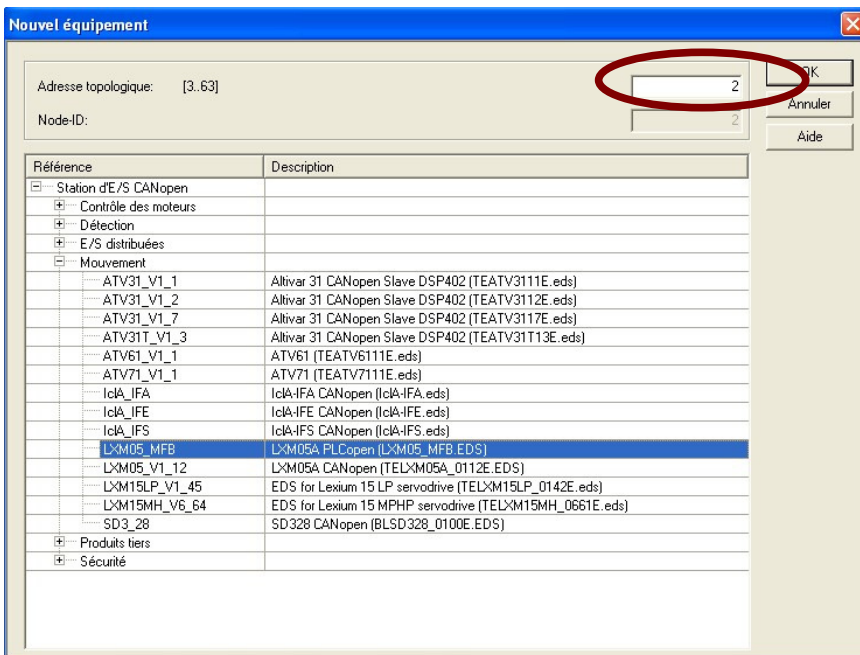 Nouvel équipement
Adresse topologique: [3..63] 2
OK
Node-ID: 2
Annuler
Aide
Référence Description
Station d'E/S CANopen
Contrôle des moteurs
Détection
E/S distribuées
Mouvement
ATV31_V1_1 Altivar 31 CANopen Slave DSP402 (TEATV3111E.eds)
ATV31_V1_2 Altivar 31 CANopen Slave DSP402 (TEATV3112E.eds)
ATV31_V1_7 Altivar 31 CANopen Slave DSP402 (TEATV3117E.eds)
ATV31T_V1_3 Altivar 31 CANopen Slave DSP402 (TEATV31T13E.eds)
ATV61_V1_1 ATV61 (TEATV6111E.eds)
ATV71_V1_1 ATV71 (TEATV7111E.eds)
IclA_IFA IclA-IFA CANopen (IclA-IFA.eds)
IclA_IFE IclA-IFE CANopen (IclA-IFE.eds)
IclA_IFS IclA-IFS CANopen (IclA-IFS.eds)
LXM05_MFB LXM05A PLCopen (LXM05_MFB.EDS)
LXM05_V1_12 LXM05A CANopen (TELXM05A_0112E.EDS)
LXM15LP_V1_45 EDS for Lexium 15 LP servodrive (TELXM15LP_0142E.eds)
LXM15MH_V6_64 EDS for Lexium 15 MPHP servodrive (TELXM15MH_0661E.eds)
SD3_28 SD328 CANopen (BLSD328_0100E.EDS)
Produits tiers
Sécurité